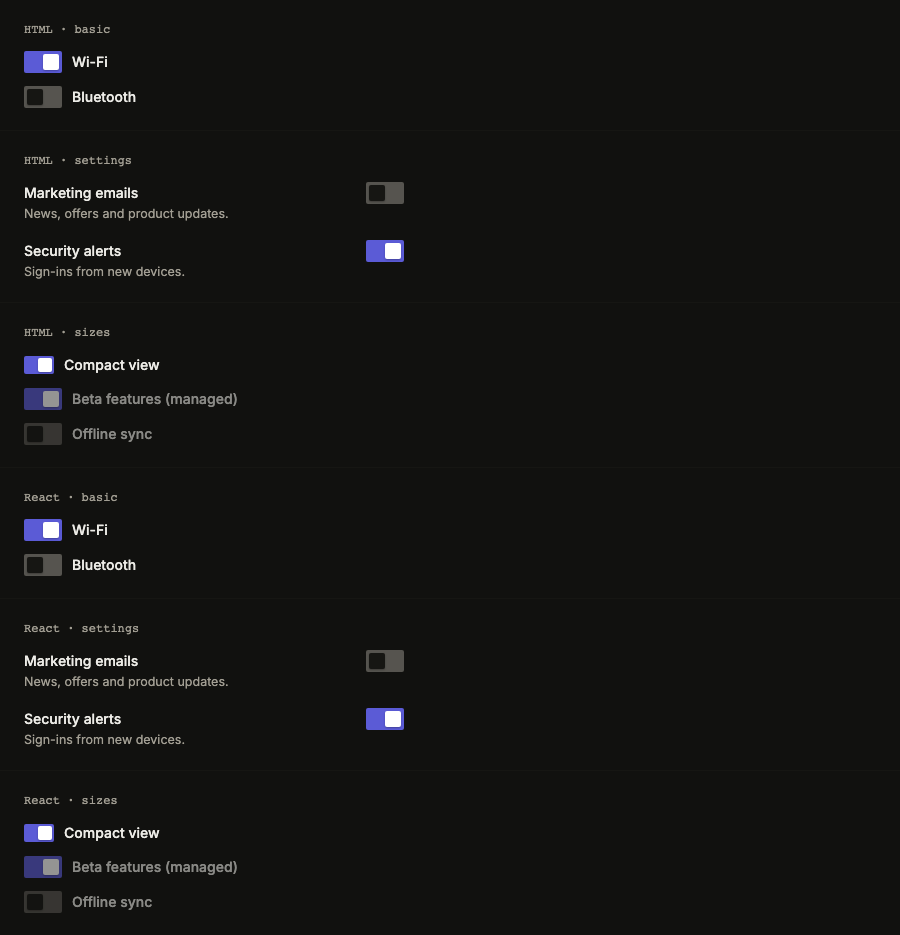 HTML · basic
Wi-Fi
Bluetooth
HTML · settings
Marketing emails
News, offers and product updates.
Security alerts
Sign-ins from new devices.
HTML · sizes
Compact view
Beta features (managed)
Offline sync
React · basic
Wi-Fi
Bluetooth
React · settings
Marketing emails
News, offers and product updates.
Security alerts
Sign-ins from new devices.
React · sizes
Compact view
Beta features (managed)
Offline sync